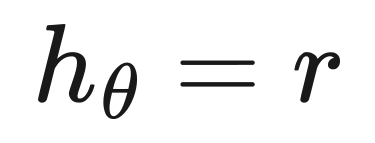 h_θ = r